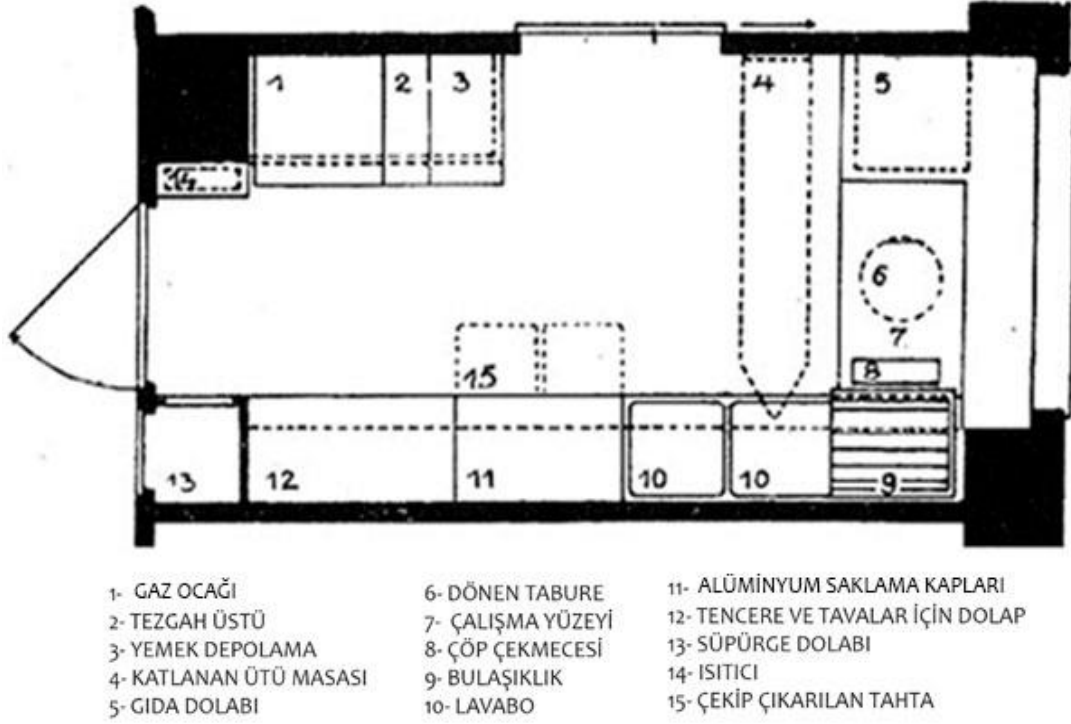 1 2 3 4 5
14
6
7
15 8
13 12 11 10 10 9
1- GAZ OCAĞI
2- TEZGAH ÜSTÜ
3- YEMEK DEPOLAMA
4- KATLANAN ÜTÜ MASASI
5- GIDA DOLABI
6- DÖNEN TABURE
7- ÇALIŞMA YÜZEYİ
8- ÇÖP ÇEKMECESİ
9- BULAŞIKLIK
10- LAVABO
11- ALÜMİNYUM SAKLAMA KAPLARI
12- TENCERE VE TAVALAR İÇİN DOLAP
13- SÜPÜRGE DOLABI
14- ISITICI
15- ÇEKİP ÇIKARILAN TAHTA